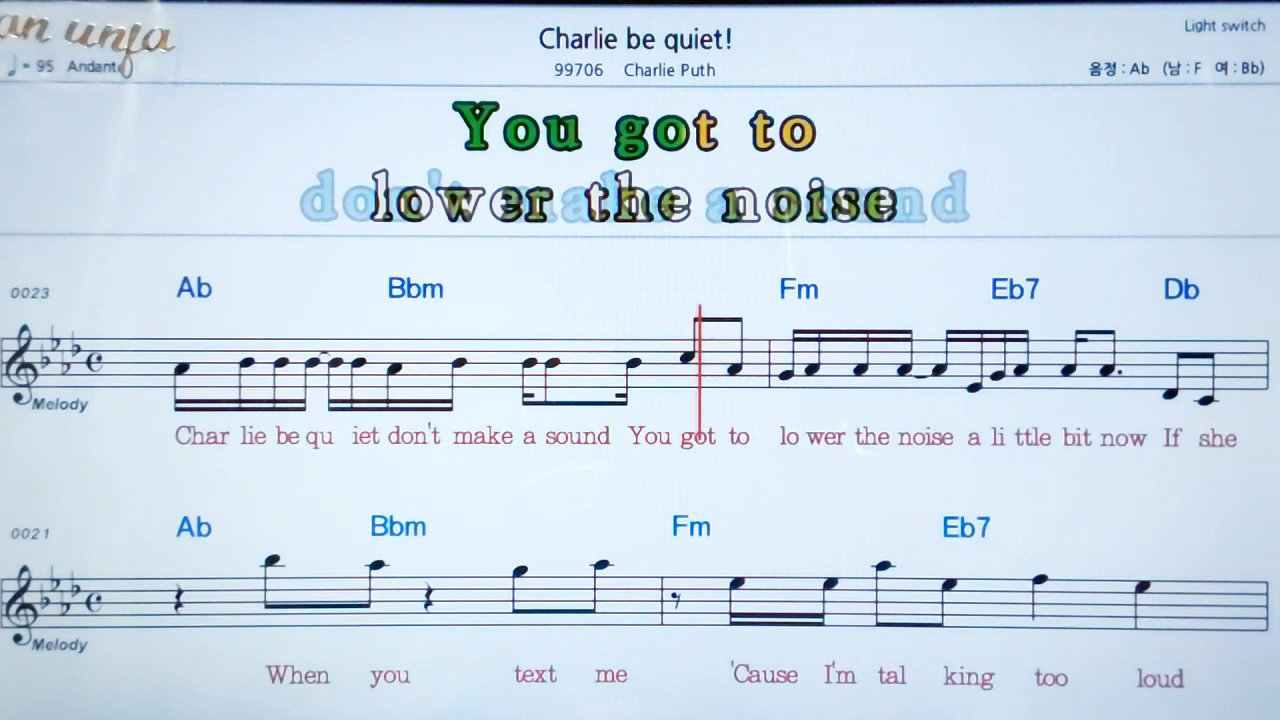 Charlie be quiet!
Light switch
♩= 95 Andante
99706 Charlie Puth
음정 : Ab (남 : F 여 : Bb)
You got to
lower the noise
0023 Ab Bbm Fm Eb7 Db
Melody
Char lie be qu iet don't make a sound You got to lo wer the noise a li ttle bit now If she
0021 Ab Bbm Fm Eb7
Melody
When you text me 'Cause I'm tal king too loud